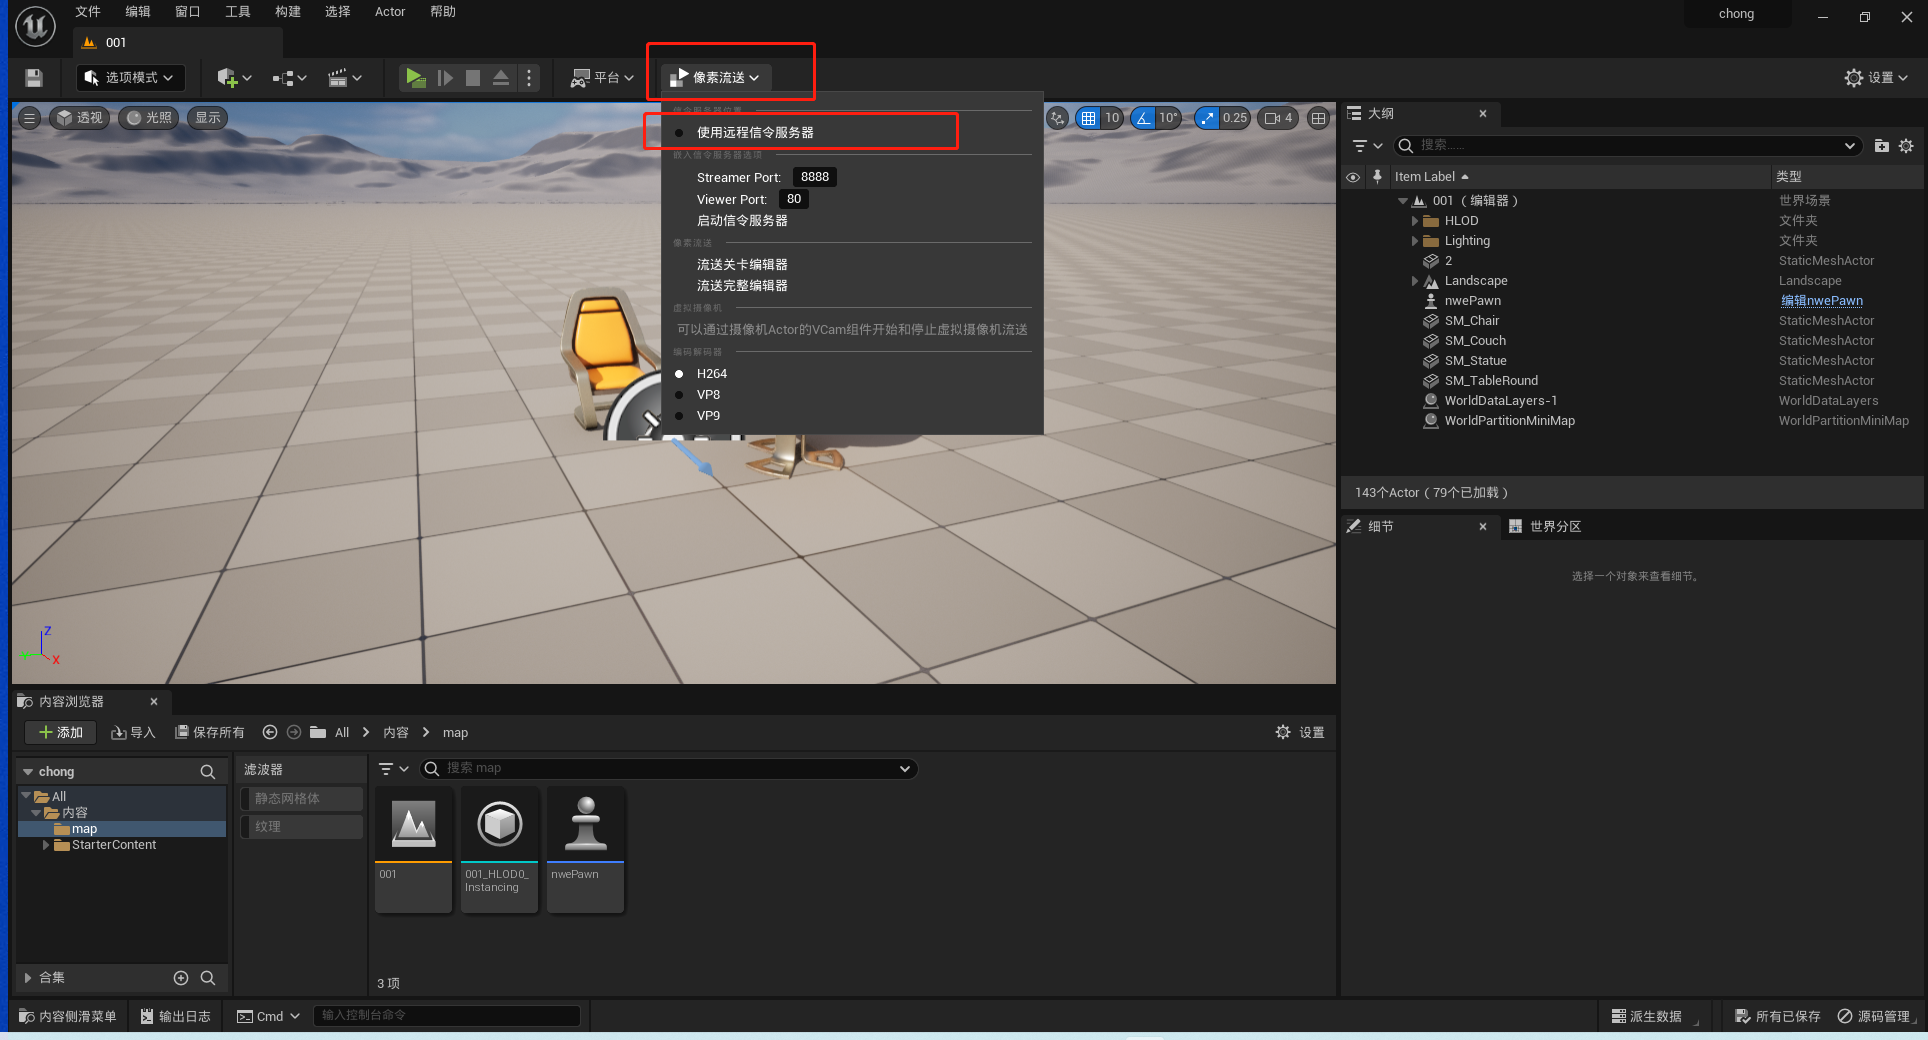 文件 编辑 窗口 工具 构建 选择 Actor 帮助
chong
001
选项模式
平台
像素流送
设置
透视 光照 显示
10 10° 0.25 4
信令服务器位置
使用远程信令服务器
嵌入信令服务器选项
Streamer Port: 8888
Viewer Port: 80
启动信令服务器
像素流送
流送关卡编辑器
流送完整编辑器
虚拟摄像机
可以通过摄像机Actor的VCam组件开始和停止虚拟摄像机流送
编码解码器
H264
VP8
VP9
Z
Y
X
大纲
搜索......
Item Label 类型
001 （编辑器） 世界场景
HLOD 文件夹
Lighting 文件夹
2 StaticMeshActor
Landscape Landscape
nwePawn 编辑nwePawn
SM_Chair StaticMeshActor
SM_Couch StaticMeshActor
SM_Statue StaticMeshActor
SM_TableRound StaticMeshActor
WorldDataLayers-1 WorldDataLayers
WorldPartitionMiniMap WorldPartitionMiniMap
143个Actor（79个已加载）
细节 世界分区
选择一个对象来查看细节。
内容浏览器
添加 导入 保存所有 All 内容 map 设置
chong
All
内容
map
StarterContent
合集
滤波器
静态网格体
纹理
搜索 map
001
001_HLOD0_
Instancing
nwePawn
3 项
内容侧滑菜单 输出日志 Cmd 输入控制台命令 派生数据 所有已保存 源码管理